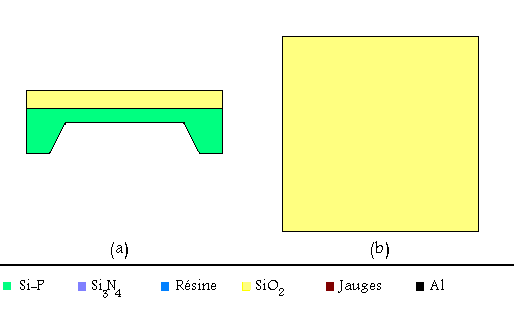 (a) (b)
Si-P Si₃N₄ Résine SiO₂ Jauges Al